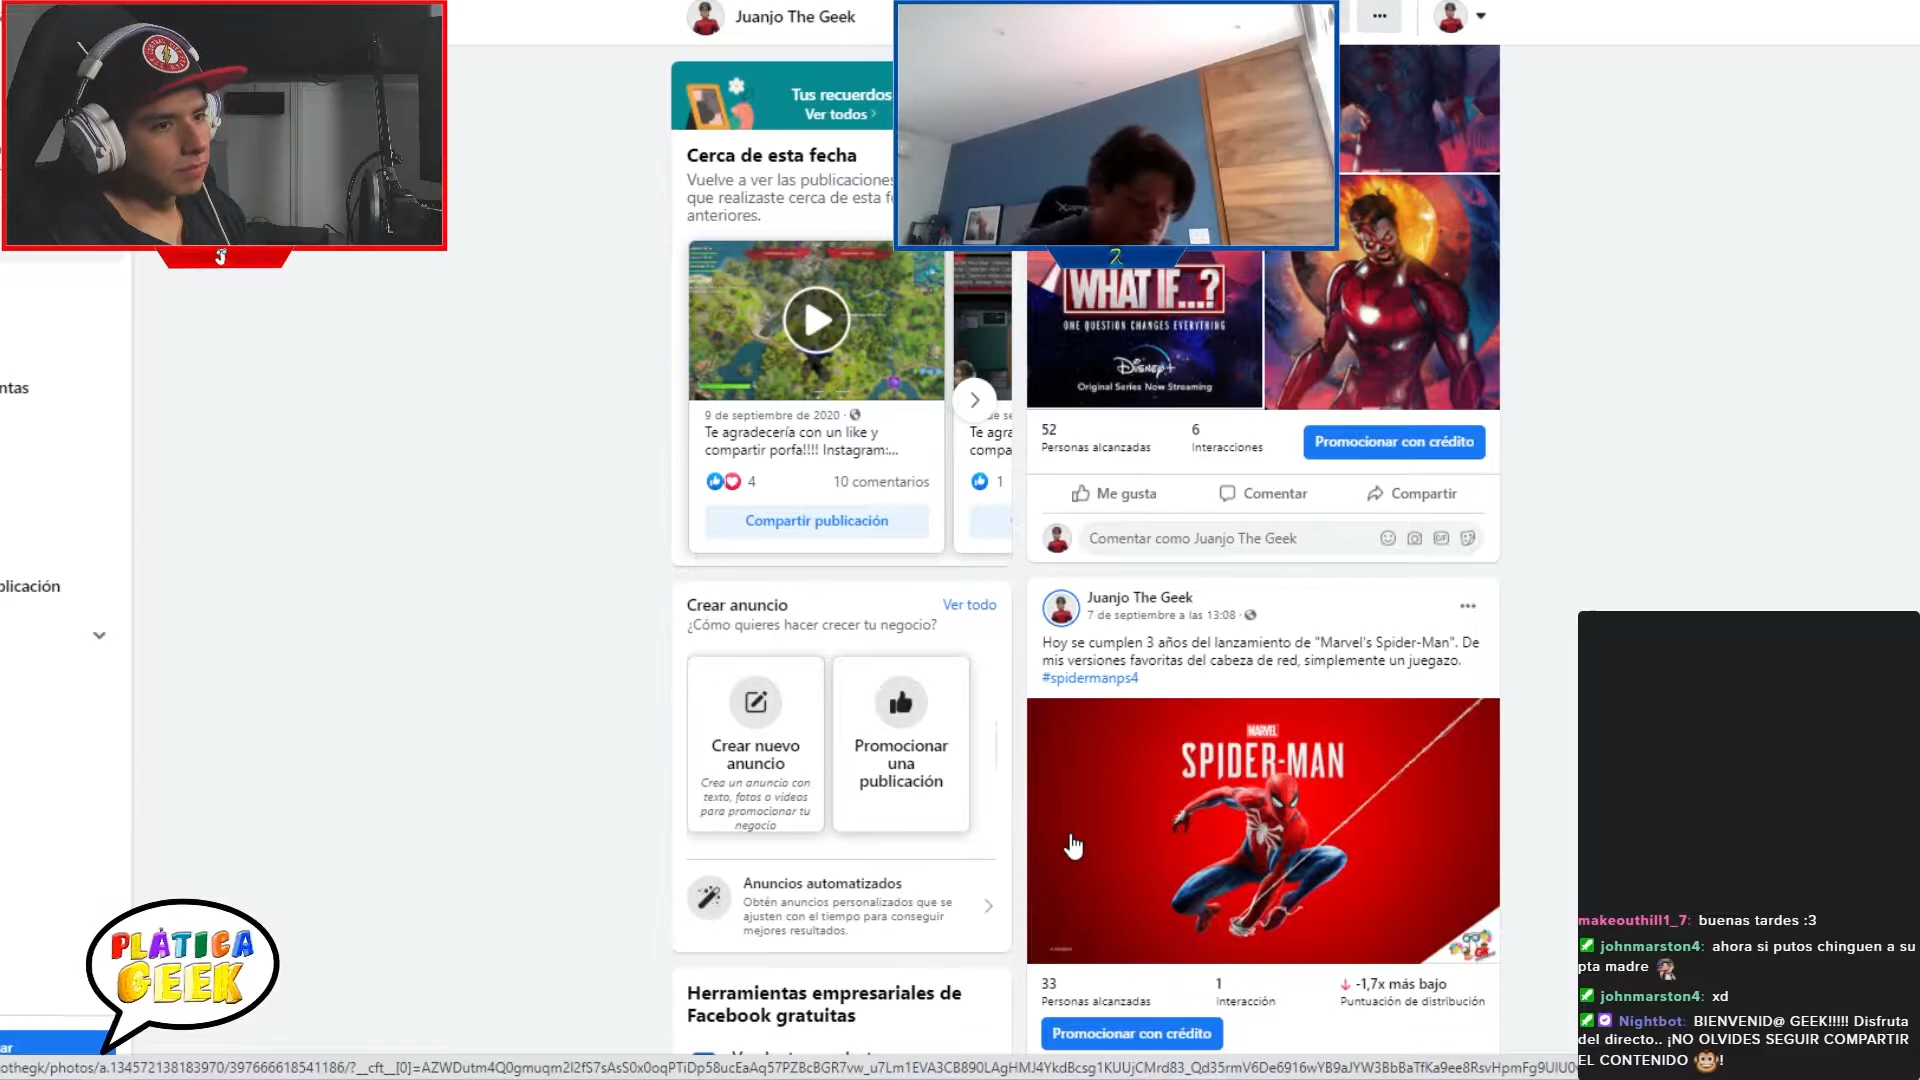 Juanjo The Geek
Tus recuerdos
Ver todos
Cerca de esta fecha
Vuelve a ver las publicaciones
que realizaste cerca de esta f
anteriores.
9 de septiembre de 2020 ·
Te agradecería con un like y
compartir porfa!!!! Instagram:...
4
10 comentarios
Compartir publicación
de se
Te agra
compa
1
Crear anuncio
Ver todo
¿Cómo quieres hacer crecer tu negocio?
Crear nuevo
anuncio
Crea un anuncio con
texto, fotos o videos
para promocionar tu
negocio
Promocionar
una
publicación
Anuncios automatizados
Obtén anuncios personalizados que se
ajusten con el tiempo para conseguir
mejores resultados.
Herramientas empresariales de
Facebook gratuitas
WHAT IF...?
ONE QUESTION CHANGES EVERYTHING
Disney+
Original Series Now Streaming
52
Personas alcanzadas
6
Interacciones
Promocionar con crédito
Me gusta
Comentar
Compartir
Comentar como Juanjo The Geek
GIF
Juanjo The Geek
7 de septiembre a las 13:08 ·
Hoy se cumplen 3 años del lanzamiento de "Marvel's Spider-Man". De
mis versiones favoritas del cabeza de red, simplemente un juegazo.
#spidermanps4
MARVEL
SPIDER-MAN
33
Personas alcanzadas
1
Interacción
-1,7x más bajo
Puntuación de distribución
Promocionar con crédito
ntas
blicación
ar
J
2
PLÁTICA
GEEK
makeouthill1_7: buenas tardes :3
johnmarston4: ahora si putos chinguen a su
pta madre
johnmarston4: xd
Nightbot: BIENVENID@ GEEK!!!!! Disfruta
del directo.. ¡NO OLVIDES SEGUIR COMPARTIR
EL CONTENIDO !